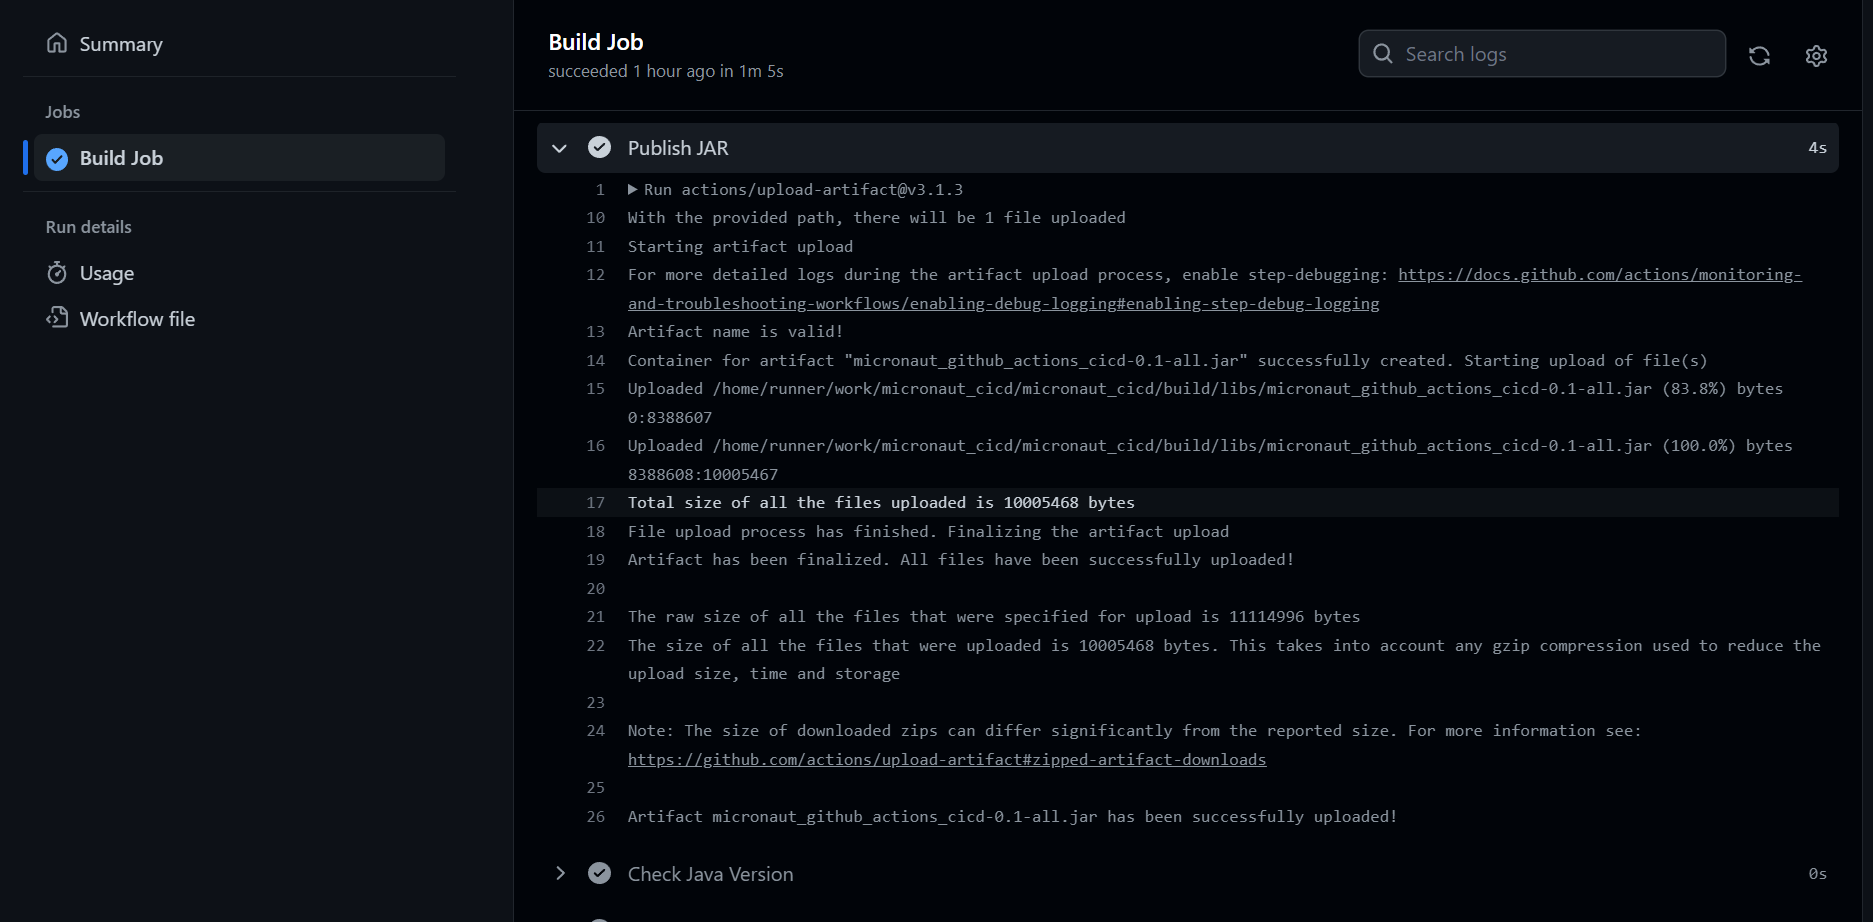 Summary
Jobs
Build Job
Run details
Usage
Workflow file
Build Job
succeeded 1 hour ago in 1m 5s
Search logs
Publish JAR 4s
1 Run actions/upload-artifact@v3.1.3
10 With the provided path, there will be 1 file uploaded
11 Starting artifact upload
12 For more detailed logs during the artifact upload process, enable step-debugging: https://docs.github.com/actions/monitoring-
and-troubleshooting-workflows/enabling-debug-logging#enabling-step-debug-logging
13 Artifact name is valid!
14 Container for artifact "micronaut_github_actions_cicd-0.1-all.jar" successfully created. Starting upload of file(s)
15 Uploaded /home/runner/work/micronaut_cicd/micronaut_cicd/build/libs/micronaut_github_actions_cicd-0.1-all.jar (83.8%) bytes
0:8388607
16 Uploaded /home/runner/work/micronaut_cicd/micronaut_cicd/build/libs/micronaut_github_actions_cicd-0.1-all.jar (100.0%) bytes
8388608:10005467
17 Total size of all the files uploaded is 10005468 bytes
18 File upload process has finished. Finalizing the artifact upload
19 Artifact has been finalized. All files have been successfully uploaded!
20
21 The raw size of all the files that were specified for upload is 11114996 bytes
22 The size of all the files that were uploaded is 10005468 bytes. This takes into account any gzip compression used to reduce the
upload size, time and storage
23
24 Note: The size of downloaded zips can differ significantly from the reported size. For more information see:
https://github.com/actions/upload-artifact#zipped-artifact-downloads
25
26 Artifact micronaut_github_actions_cicd-0.1-all.jar has been successfully uploaded!
Check Java Version 0s